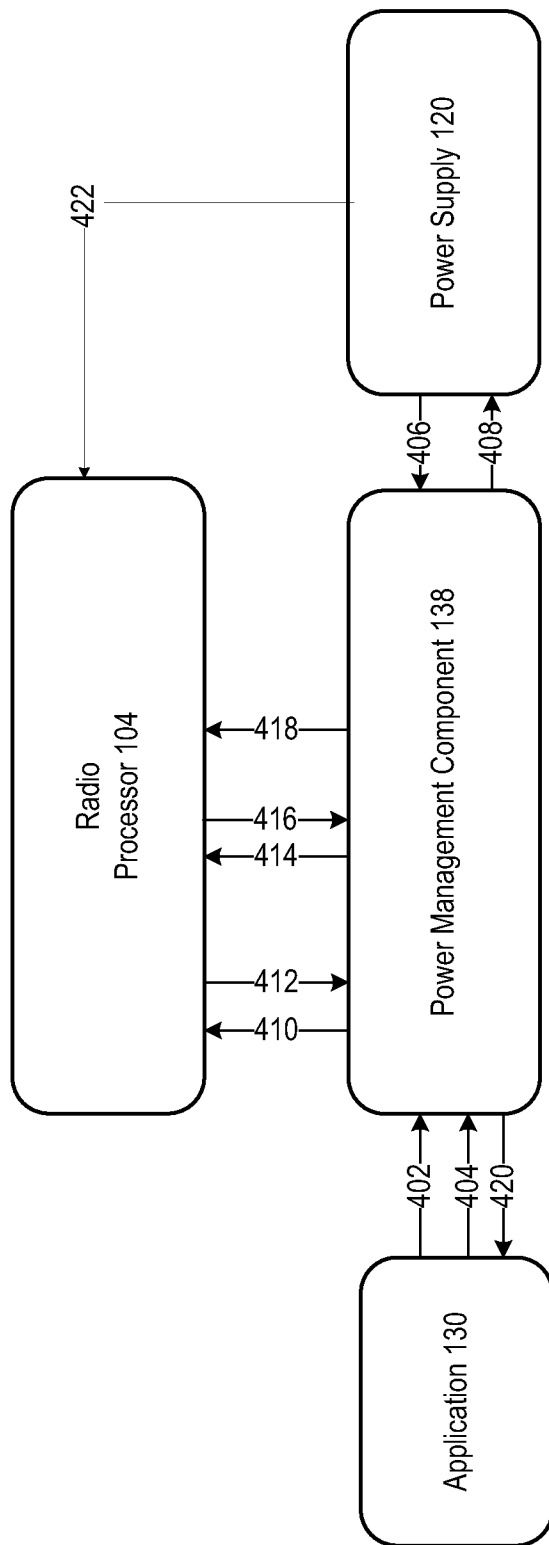 422
Power Supply 120
406
408
Radio
Processor 104
418
416
414
412
410
Power Management Component 138
402
404
420
Application 130